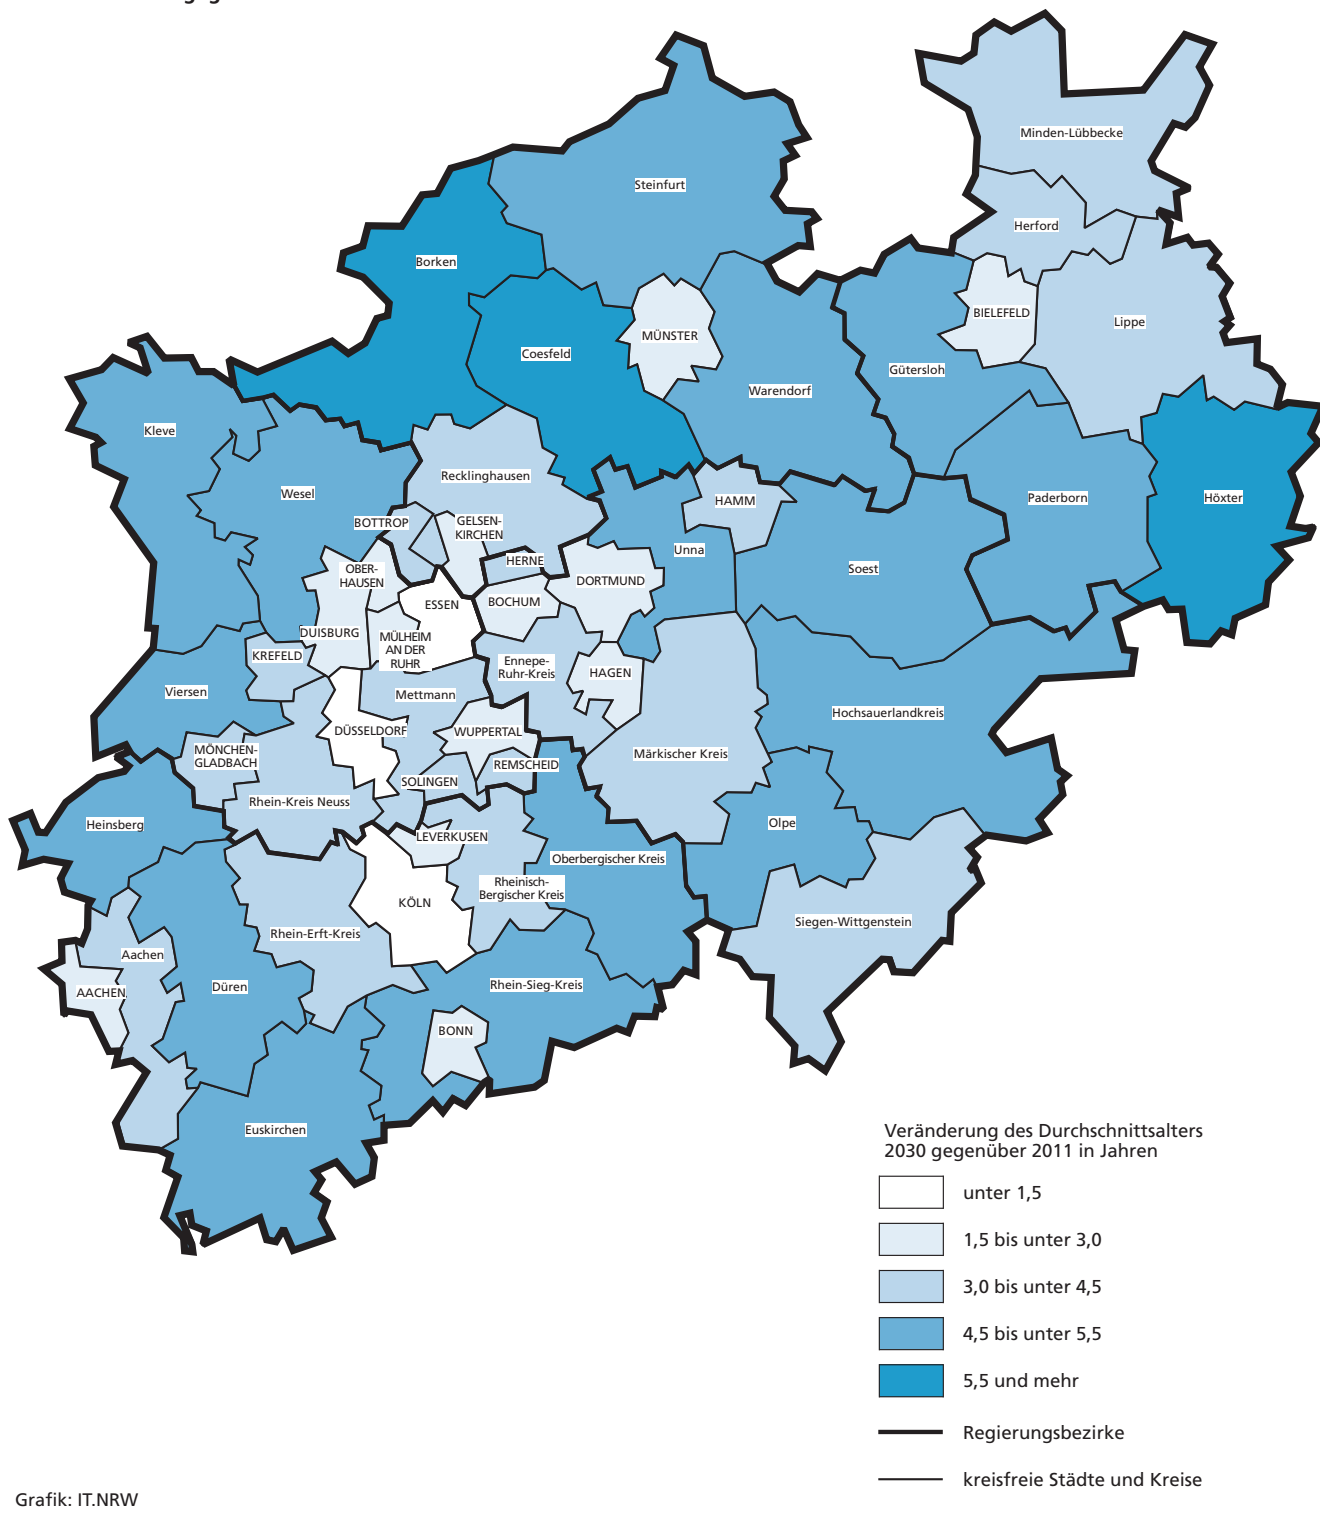 Minden-Lübbecke
Steinfurt
Herford
Borken
BIELEFELD
Lippe
MÜNSTER
Coesfeld
Gütersloh
Warendorf
Kleve
Recklinghausen
Wesel
Paderborn
Höxter
HAMM
BOTTROP
GELSEN-
KIRCHEN
Unna
HERNE
Soest
OBER-
HAUSEN
DORTMUND
ESSEN
BOCHUM
DUISBURG
MÜLHEIM
AN DER
RUHR
KREFELD
Ennepe-
Ruhr-Kreis
HAGEN
Viersen
Mettmann
Hochsauerlandkreis
DÜSSELDORF
WUPPERTAL
MÖNCHEN-
GLADBACH
Märkischer Kreis
REMSCHEID
SOLINGEN
Rhein-Kreis Neuss
Heinsberg
Olpe
LEVERKUSEN
Oberbergischer Kreis
Rheinisch-
Bergischer Kreis
KÖLN
Siegen-Wittgenstein
Rhein-Erft-Kreis
Aachen
Rhein-Sieg-Kreis
Düren
AACHEN
BONN
Euskirchen
Veränderung des Durchschnittsalters
2030 gegenüber 2011 in Jahren
unter 1,5
1,5 bis unter 3,0
3,0 bis unter 4,5
4,5 bis unter 5,5
5,5 und mehr
Regierungsbezirke
kreisfreie Städte und Kreise
Grafik: IT.NRW